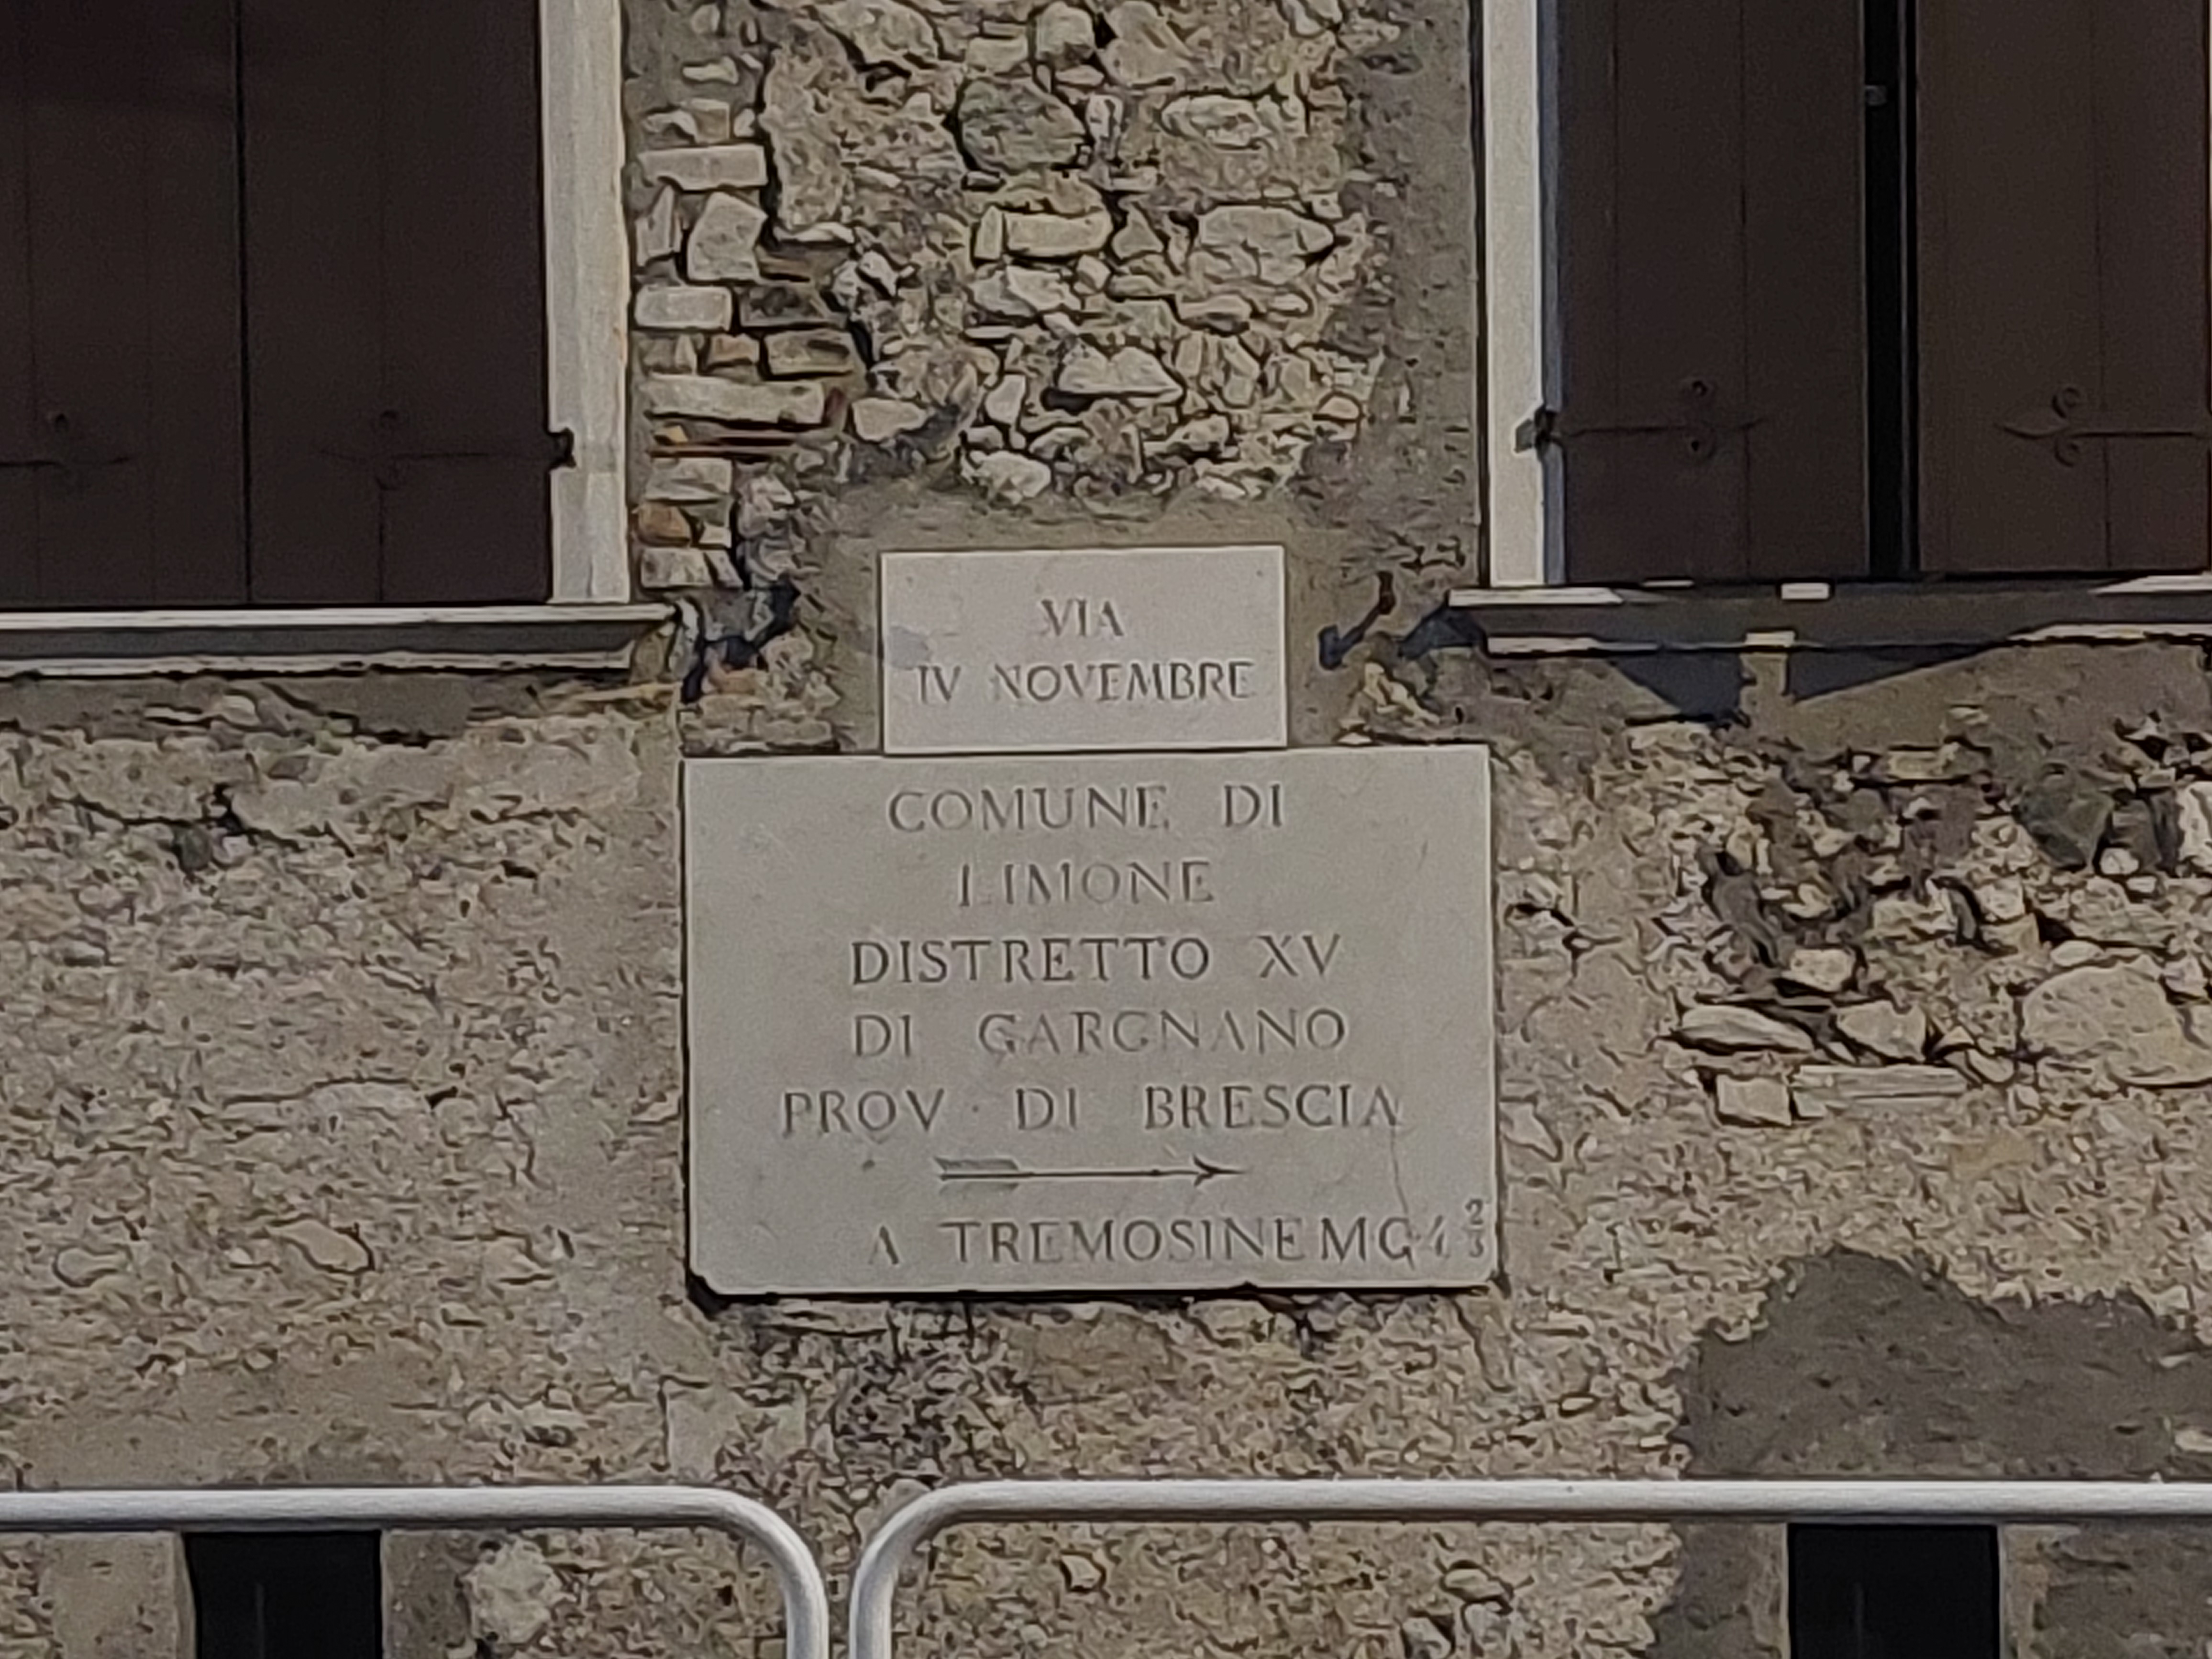 VIA
IV NOVEMBRE
COMUNE DI
LIMONE
DISTRETTO XV
DI GARGNANO
PROV · DI BRESCIA
A TREMOSINE MG 4 2/3